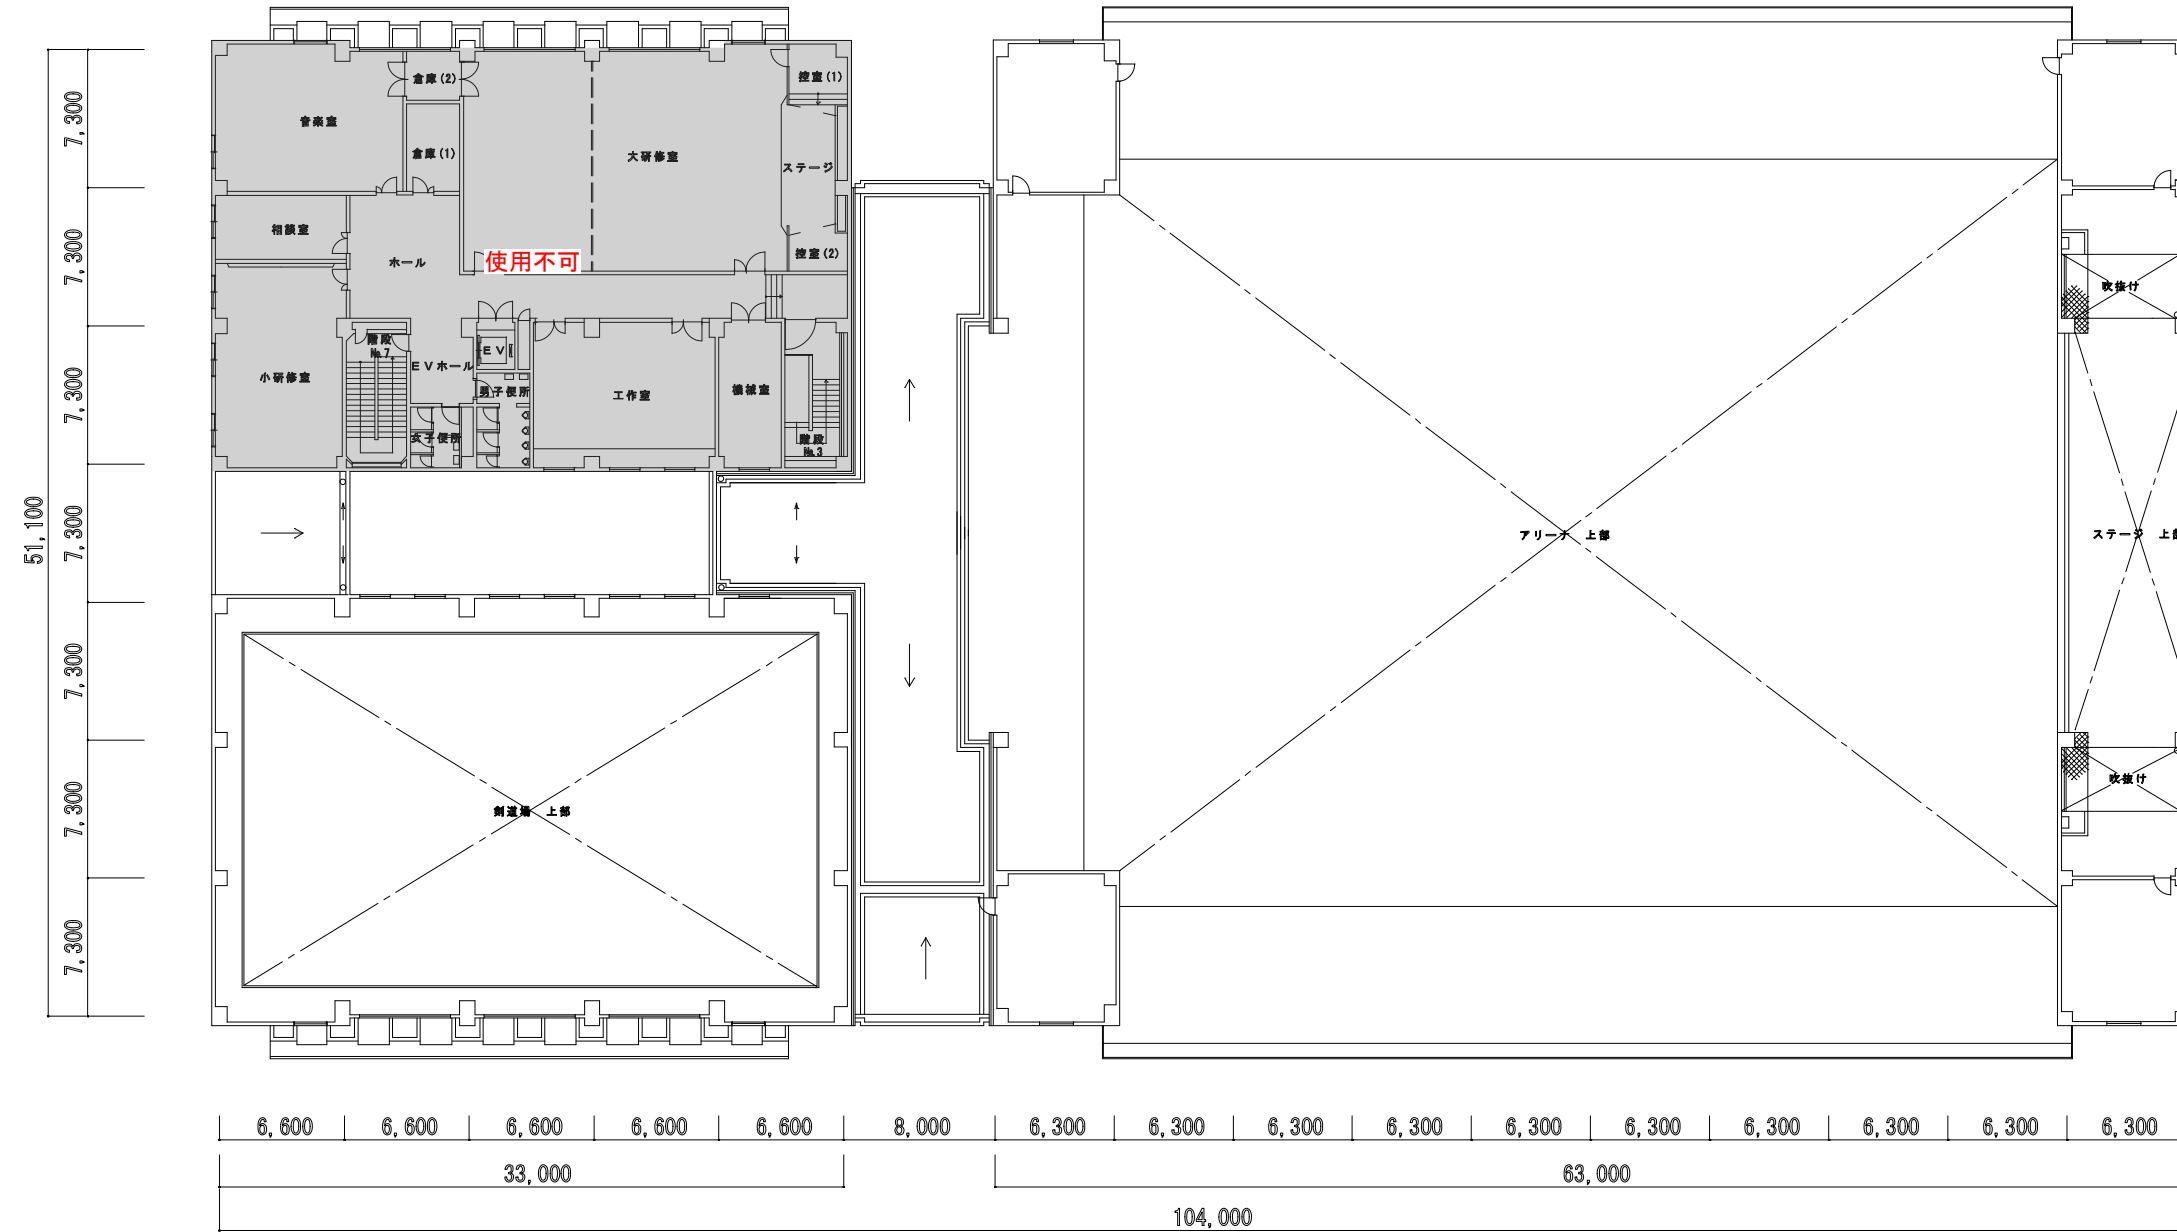 倉庫(2)
控室(1)
音楽室
倉庫(1)
大研修室
ステージ
相談室
ホール
使用不可
控室(2)
吹抜け
階段
№7
EV
EVホール
小研修室
男子便所
工作室
機械室
女子便所
階段
№3
アリーナ 上部
ステージ 上部
吹抜け
剣道場 上部
7,300
7,300
7,300
7,300
7,300
7,300
7,300
51,100
6,600
6,600
6,600
6,600
6,600
8,000
6,300
6,300
6,300
6,300
6,300
6,300
6,300
6,300
6,300
6,300
33,000
63,000
104,000